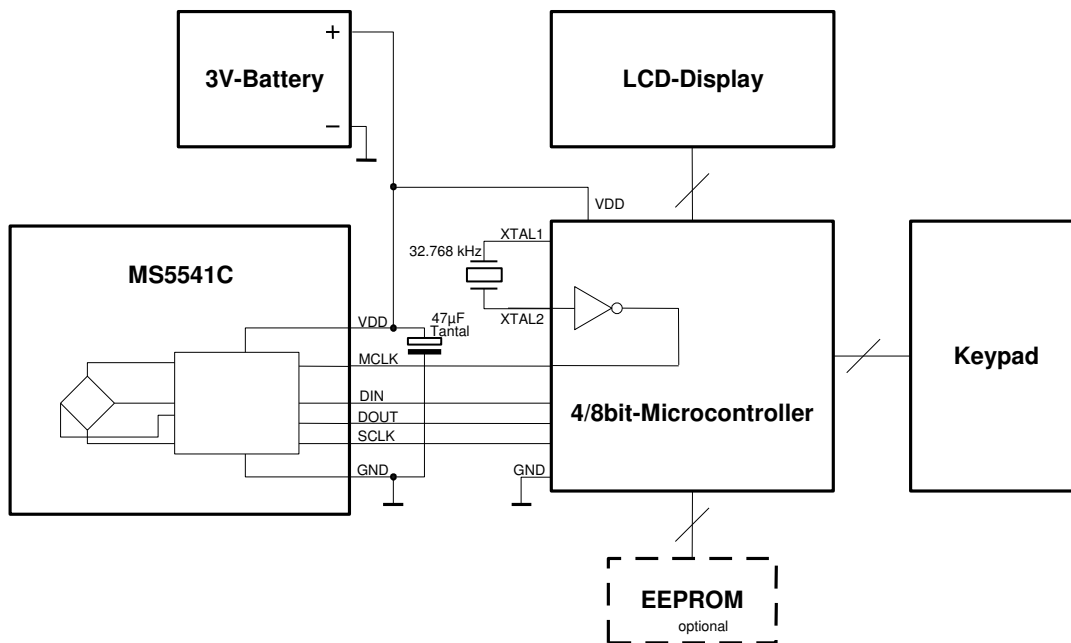 +
3V-Battery
−
LCD-Display
VDD
MS5541C
XTAL1
32.768 kHz
XTAL2
47µF
Tantal
VDD
MCLK
DIN
DOUT
SCLK
GND
4/8bit-Microcontroller
GND
Keypad
EEPROM
optional